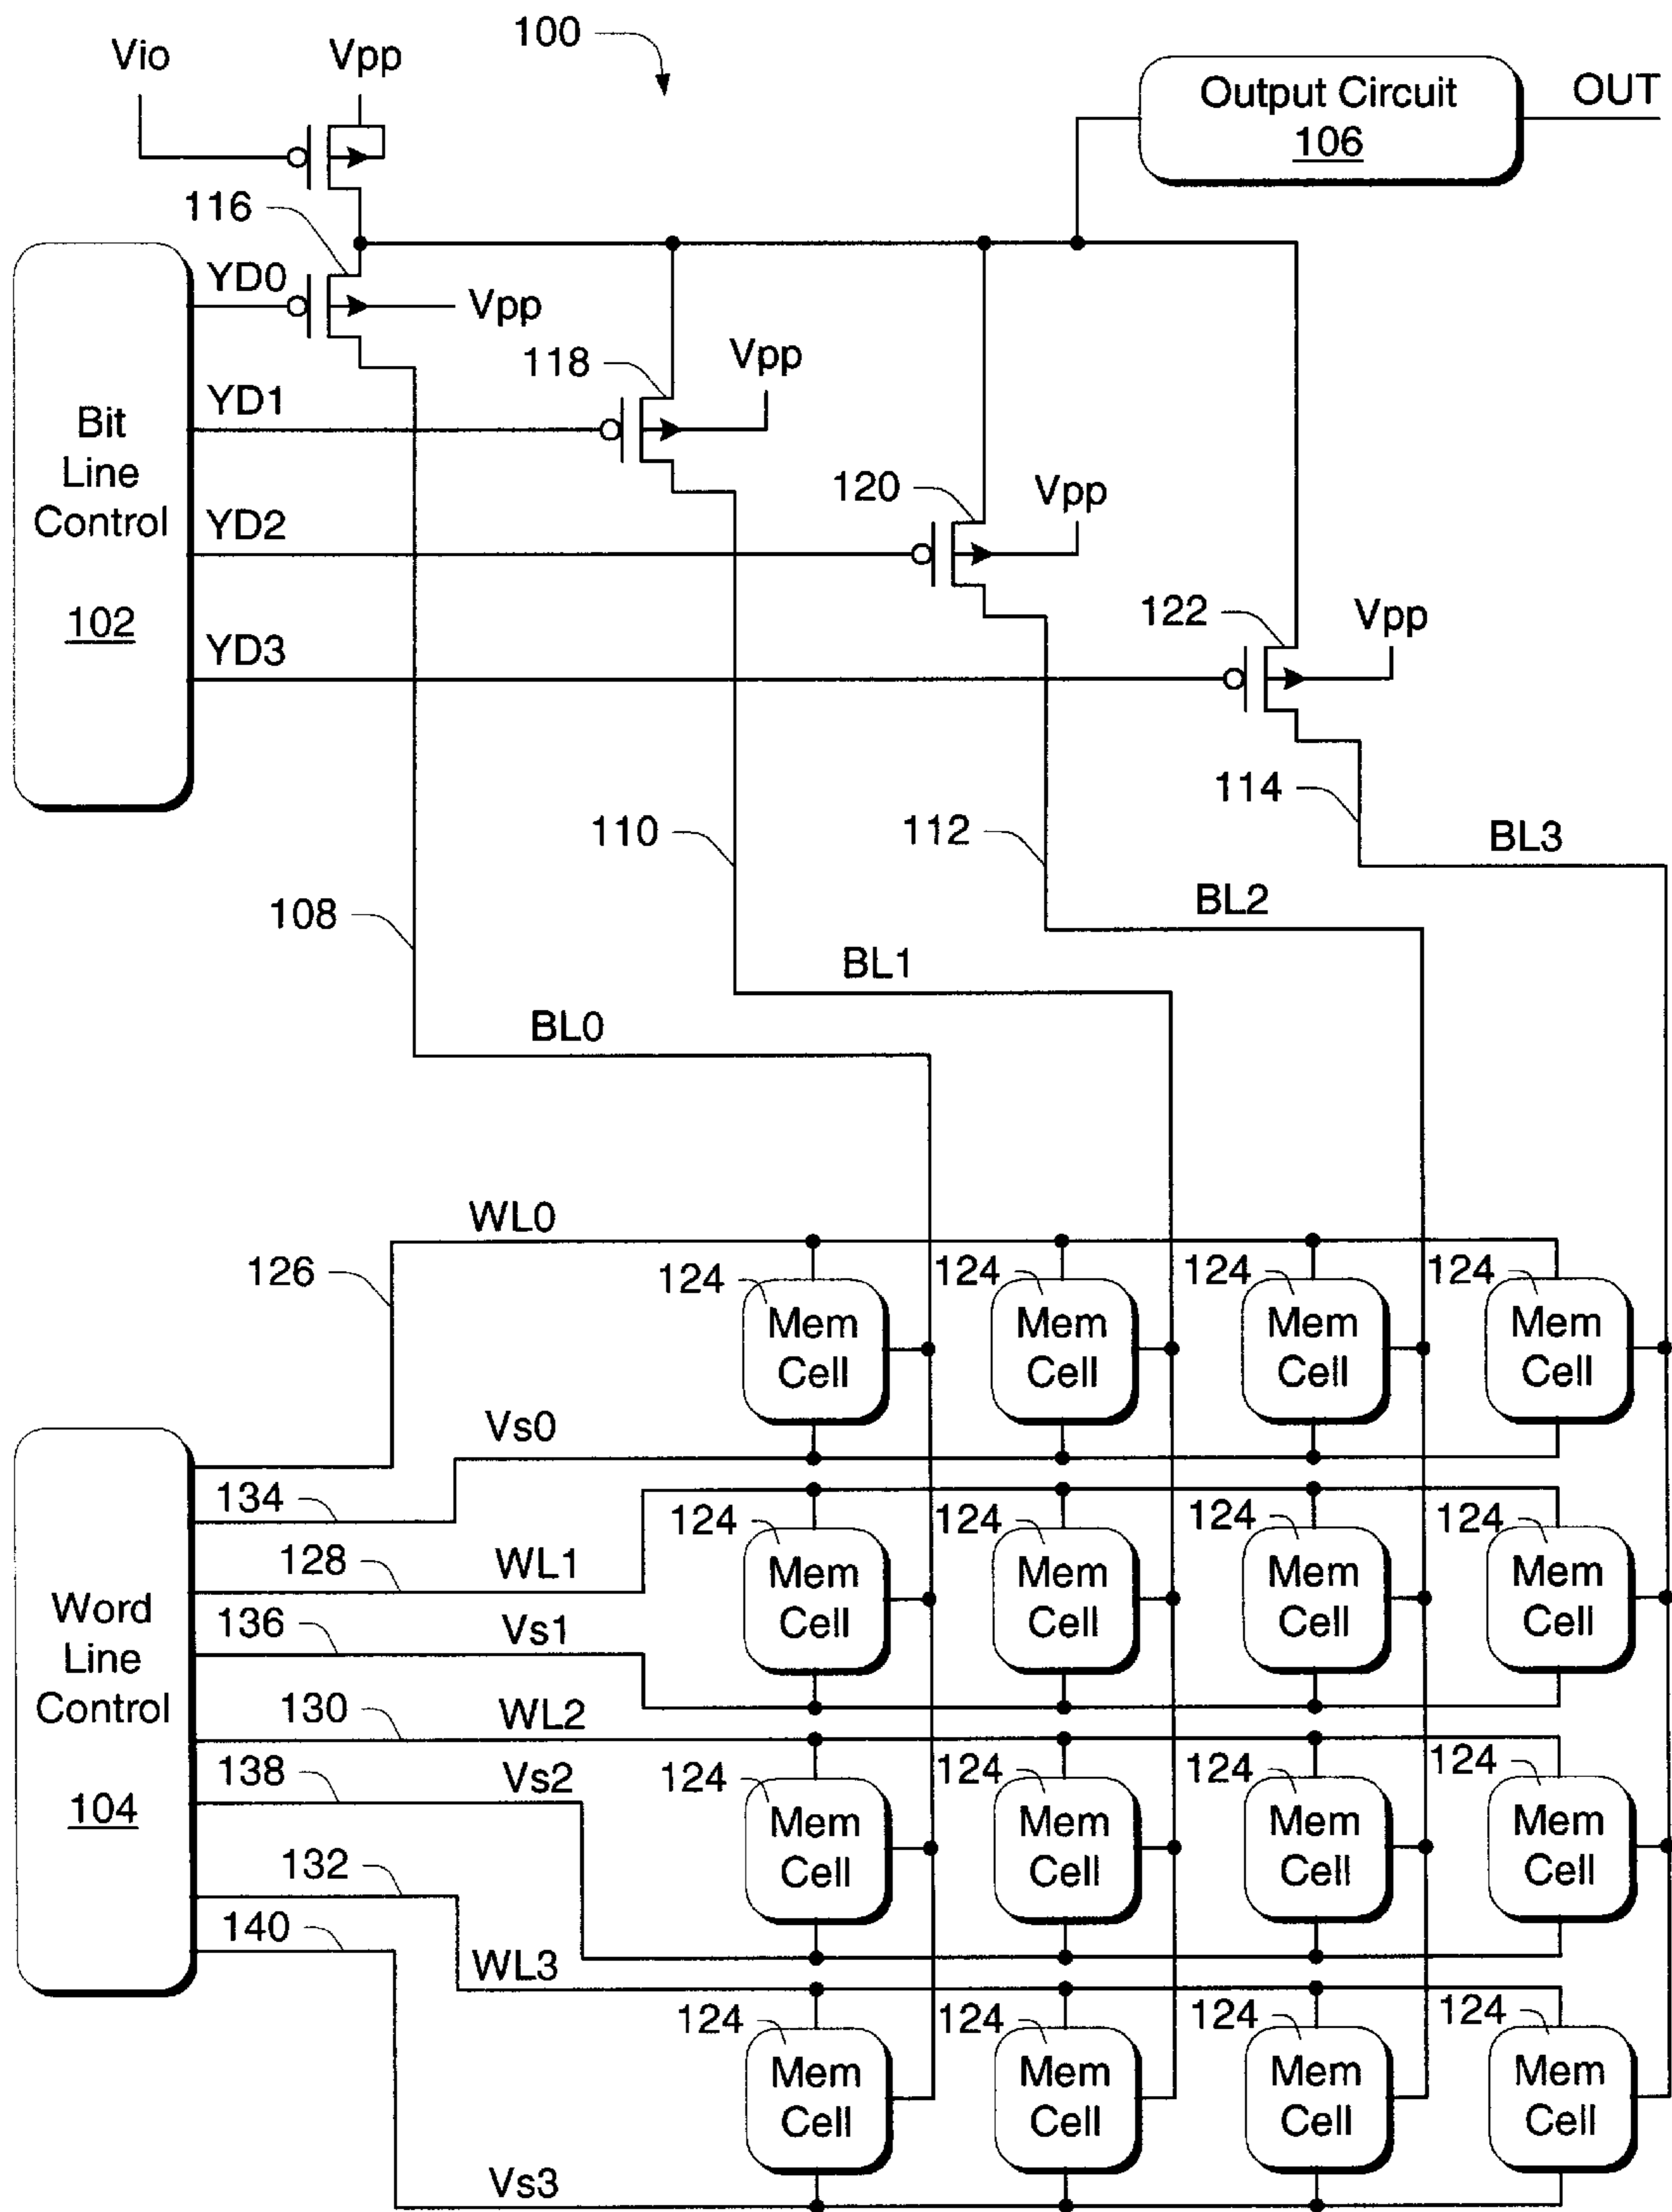 100
Vio
Vpp
Output Circuit
106
OUT
116
YD0
Vpp
118
Vpp
YD1
Bit
Line
Control
102
120
Vpp
YD2
122
Vpp
YD3
114
BL3
110
112
108
BL2
BL1
BL0
WL0
126
124
124
124
124
Mem
Cell
Mem
Cell
Mem
Cell
Mem
Cell
Vs0
134
124
124
124
124
128
WL1
Mem
Cell
Mem
Cell
Mem
Cell
Mem
Cell
Word
Line
Control
104
136
Vs1
130
WL2
124
124
124
124
138
Vs2
Mem
Cell
Mem
Cell
Mem
Cell
Mem
Cell
132
140
WL3
124
124
124
124
Mem
Cell
Mem
Cell
Mem
Cell
Mem
Cell
Vs3